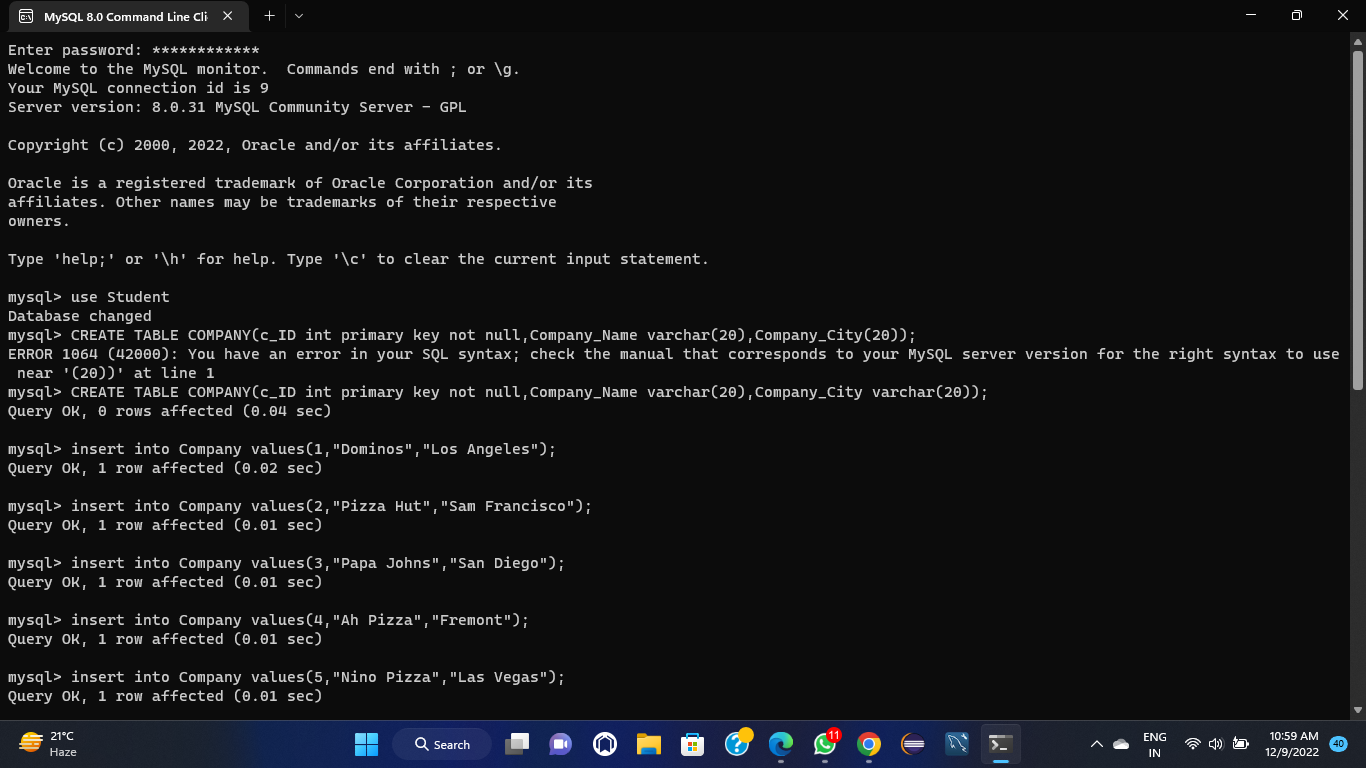 MySQL 8.0 Command Line Cli
Enter password: ************
Welcome to the MySQL monitor.  Commands end with ; or \g.
Your MySQL connection id is 9
Server version: 8.0.31 MySQL Community Server - GPL
Copyright (c) 2000, 2022, Oracle and/or its affiliates.
Oracle is a registered trademark of Oracle Corporation and/or its
affiliates. Other names may be trademarks of their respective
owners.
Type 'help;' or '\h' for help. Type '\c' to clear the current input statement.
mysql> use Student
Database changed
mysql> CREATE TABLE COMPANY(c_ID int primary key not null,Company_Name varchar(20),Company_City(20));
ERROR 1064 (42000): You have an error in your SQL syntax; check the manual that corresponds to your MySQL server version for the right syntax to use
 near '(20))' at line 1
mysql> CREATE TABLE COMPANY(c_ID int primary key not null,Company_Name varchar(20),Company_City varchar(20));
Query OK, 0 rows affected (0.04 sec)
mysql> insert into Company values(1,"Dominos","Los Angeles");
Query OK, 1 row affected (0.02 sec)
mysql> insert into Company values(2,"Pizza Hut","Sam Francisco");
Query OK, 1 row affected (0.01 sec)
mysql> insert into Company values(3,"Papa Johns","San Diego");
Query OK, 1 row affected (0.01 sec)
mysql> insert into Company values(4,"Ah Pizza","Fremont");
Query OK, 1 row affected (0.01 sec)
mysql> insert into Company values(5,"Nino Pizza","Las Vegas");
Query OK, 1 row affected (0.01 sec)
21°C
Haze
Search
11
ENG
IN
10:59 AM
12/9/2022
40